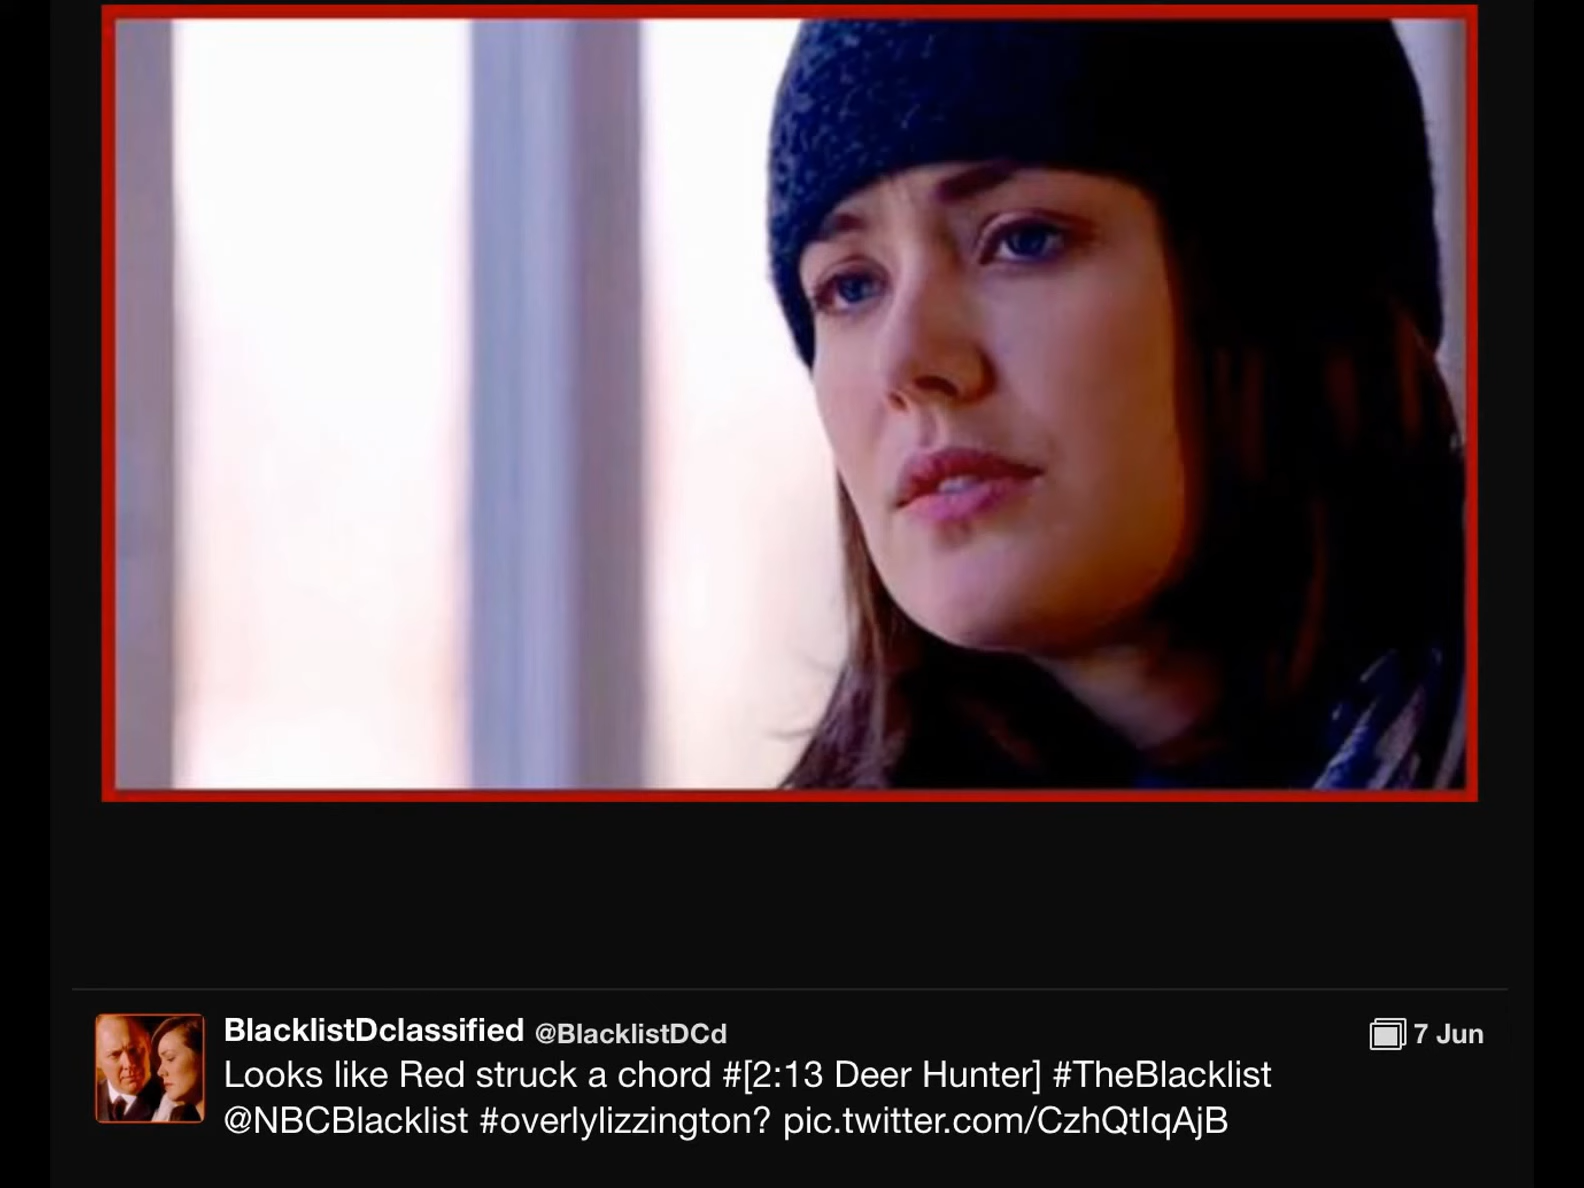 BlacklistDclassified @BlacklistDCd 7 Jun
Looks like Red struck a chord #[2:13 Deer Hunter] #TheBlacklist
@NBCBlacklist #overlylizzington? pic.twitter.com/CzhQtIqAjB